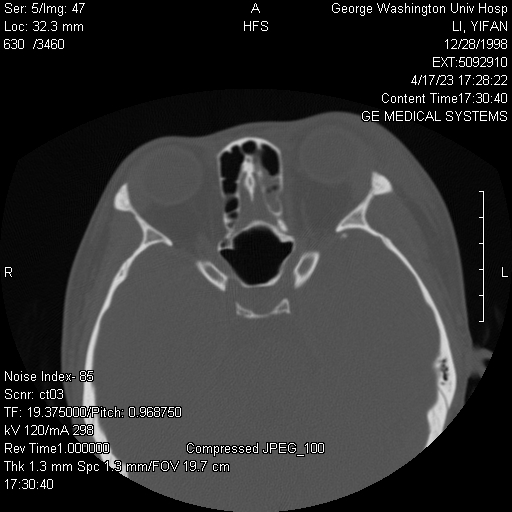 Ser: 5/Img: 47
Loc: 32.3 mm
630 /3460
A
HFS
George Washington Univ Hosp
LI, YIFAN
12/28/1998
EXT:5092910
4/17/23 17:28:22
Content Time17:30:40
GE MEDICAL SYSTEMS
R
L
Noise Index- 85
Scnr: ct03
TF: 19.375000/Pitch: 0.968750
kV 120/mA 298
Rev Time1.000000
Compressed JPEG_100
Thk 1.3 mm Spc 1.3 mm/FOV 19.7 cm
17:30:40